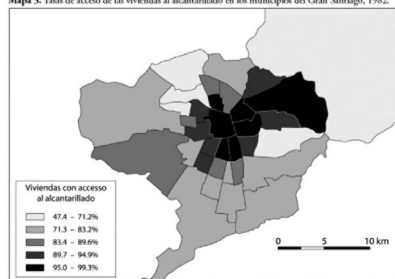 Mapa 3. Tasas de acceso de las viviendas al alcantarillado en los municipios del Gran Santiago, 1982.
Viviendas con accesso
al alcantarillado
47.4 - 71.2%
71.3 - 83.2%
83.4 - 89.6%
89.7 - 94.9%
95.0 - 99.3%
0 5 10 km